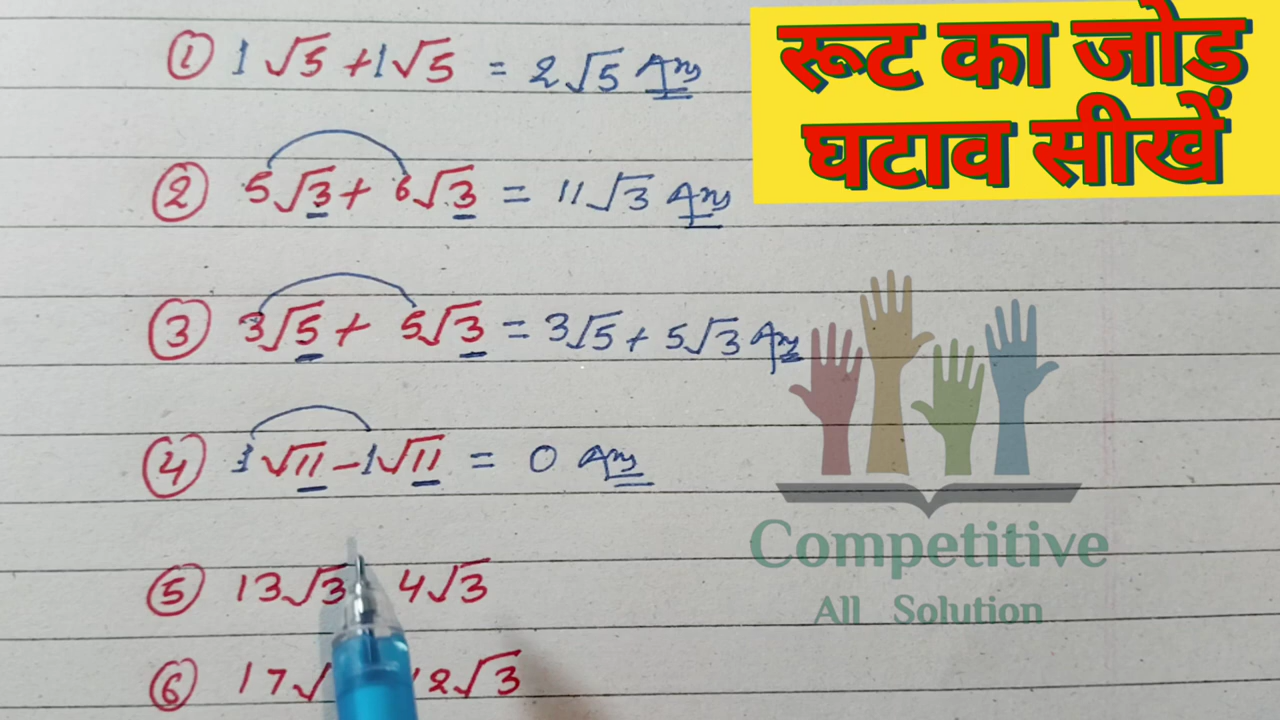 ① 1√5 + 1√5 = 2√5 Ans
② 5√3 + 6√3 = 11√3 Ans
③ 3√5 + 5√3 = 3√5 + 5√3 Ans
④ 1√11 - 1√11 = 0 Ans
⑤ 13√3 4√3
⑥ 17√ 12√3
रूट का जोड़
घटाव सीखें
Competitive
All Solution